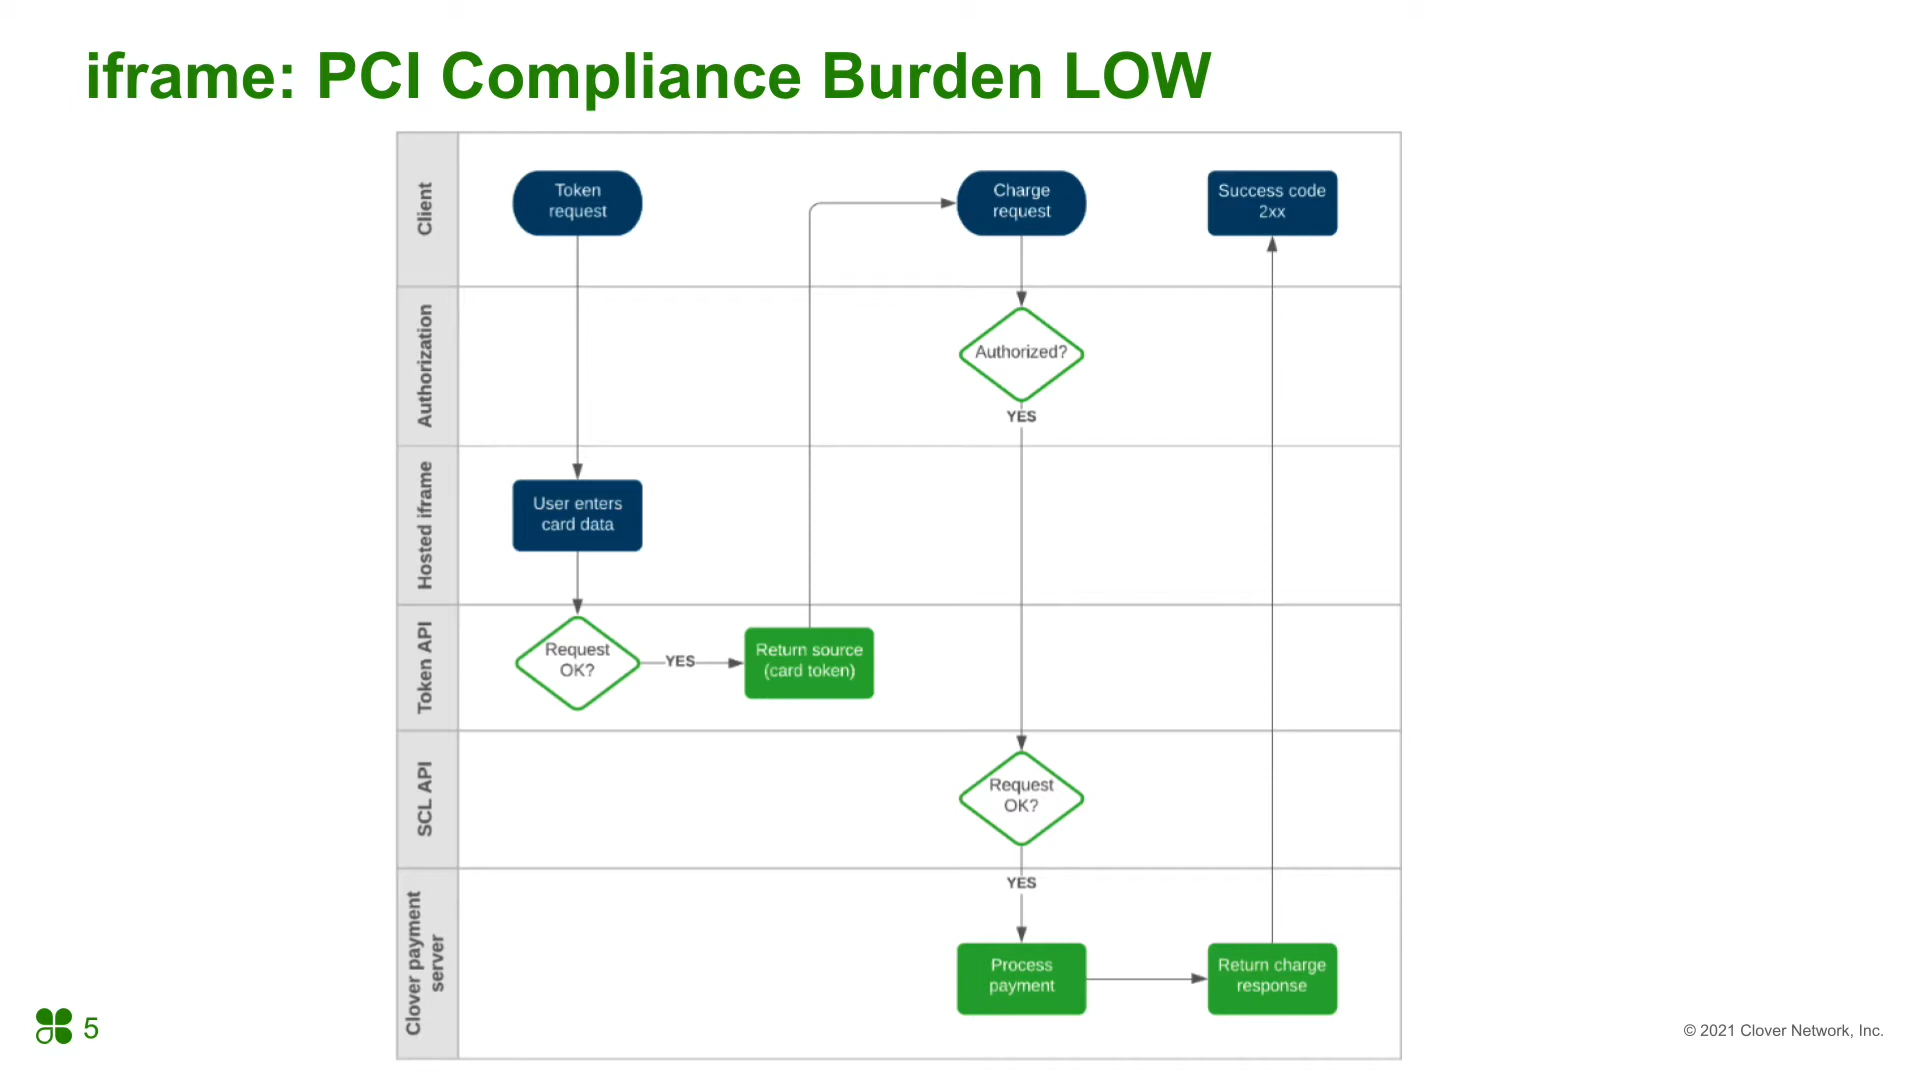 iframe: PCI Compliance Burden LOW
Client
Token
request
Charge
request
Success code
2xx
Authorization
Authorized?
YES
Hosted iframe
User enters
card data
Token API
Request
OK?
YES
Return source
(card token)
SCL API
Request
OK?
YES
Clover payment
server
Process
payment
Return charge
response
5
© 2021 Clover Network, Inc.